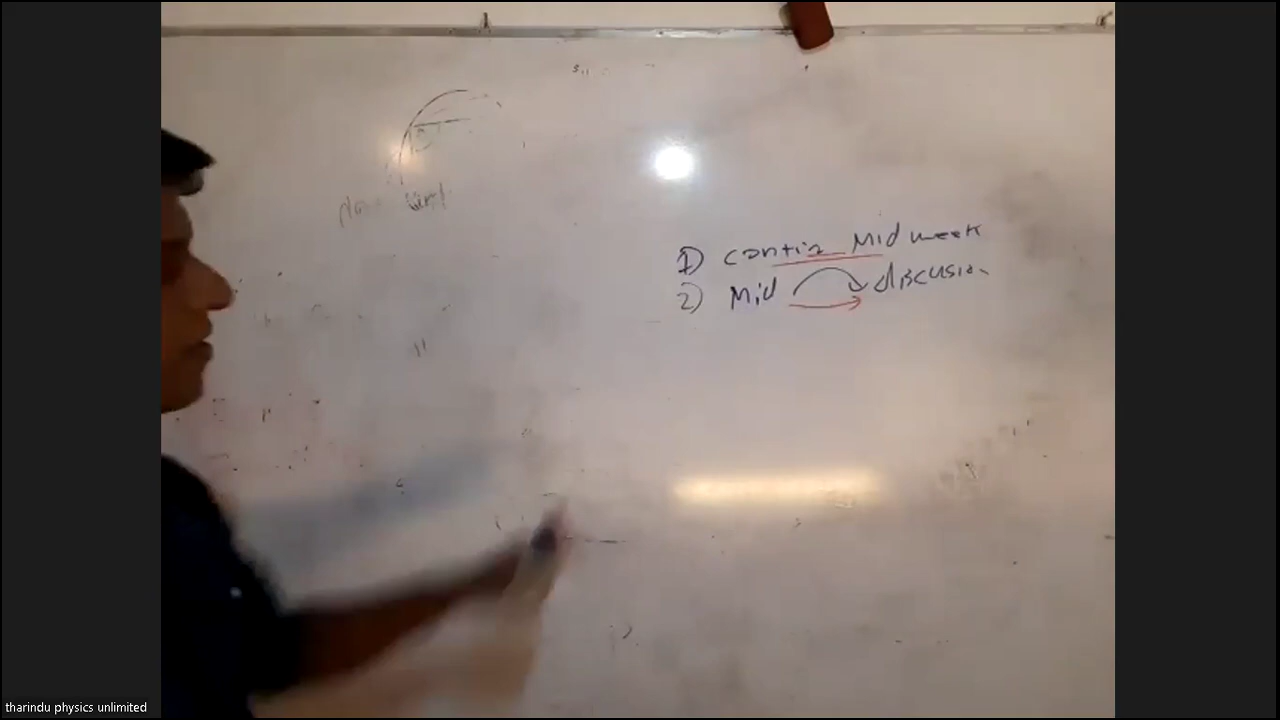 1) contin Mid week
2) Mid discusion
tharindu physics unlimited